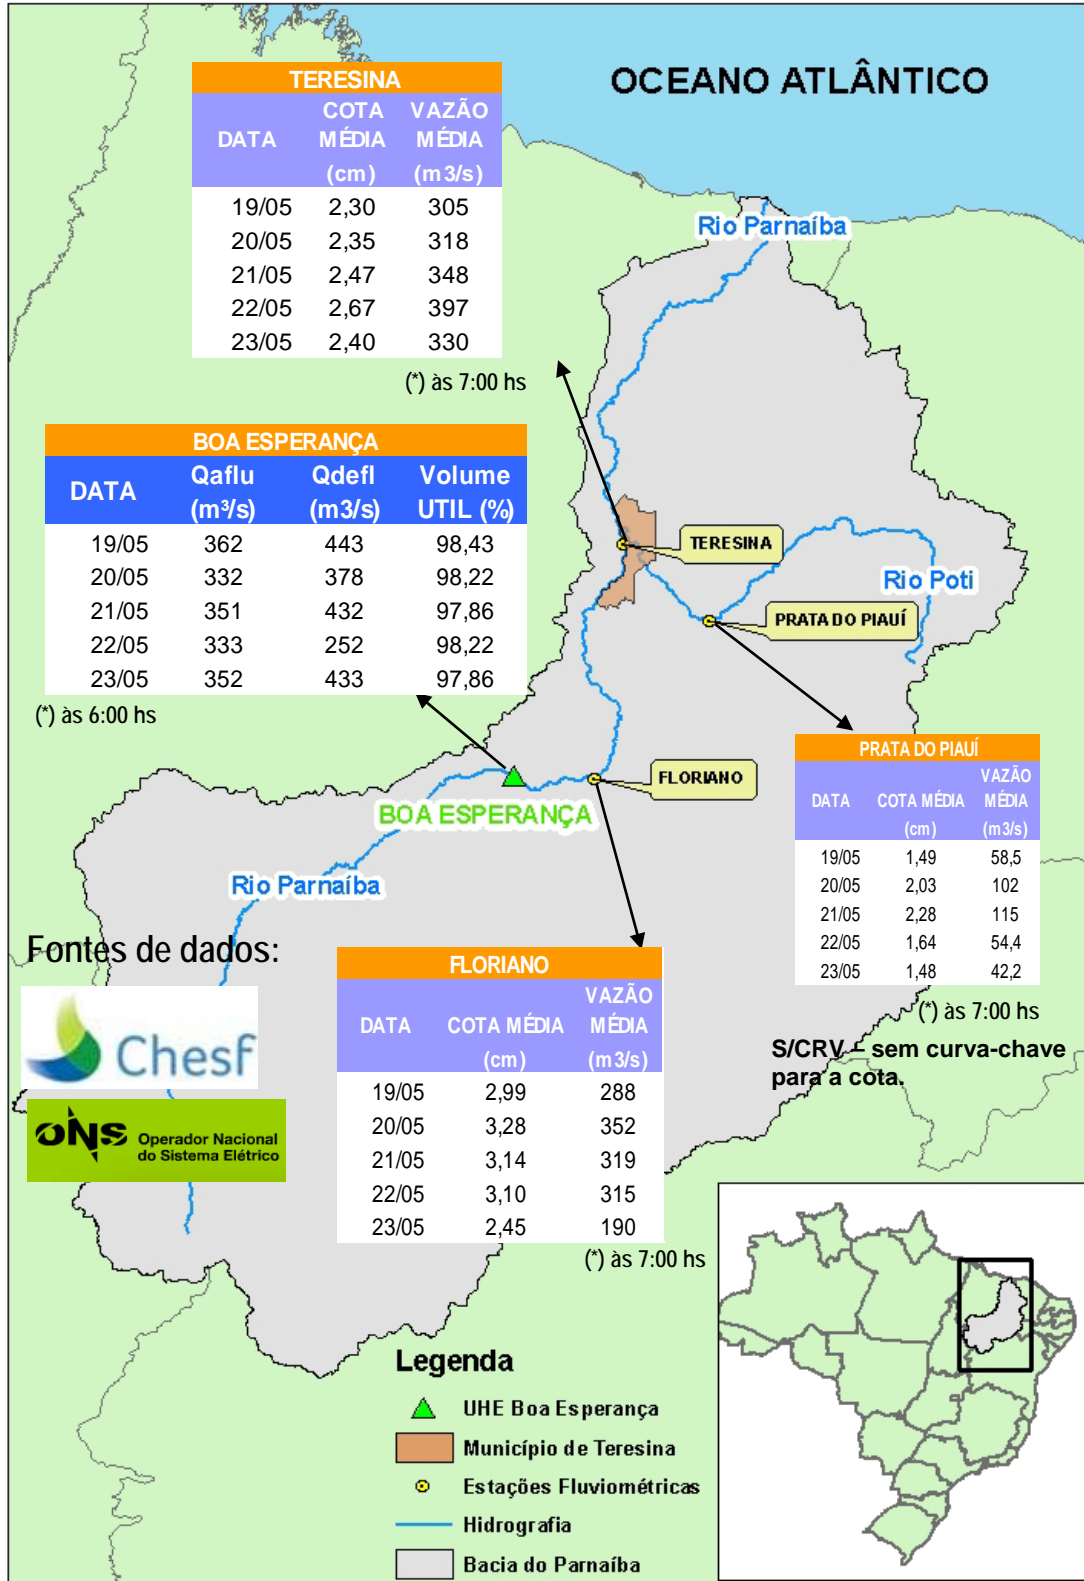 OCEANO ATLÂNTICO
TERESINA
DATA COTA MÉDIA (cm) VAZÃO MÉDIA (m3/s)
19/05 2,30 305
20/05 2,35 318
21/05 2,47 348
22/05 2,67 397
23/05 2,40 330
(*) às 7:00 hs
Rio Parnaíba
BOA ESPERANÇA
DATA Qaflu (m³/s) Qdefl (m3/s) Volume UTIL (%)
19/05 362 443 98,43
20/05 332 378 98,22
21/05 351 432 97,86
22/05 333 252 98,22
23/05 352 433 97,86
(*) às 6:00 hs
TERESINA
Rio Poti
PRATA DO PIAUÍ
FLORIANO
BOA ESPERANÇA
Rio Parnaíba
PRATA DO PIAUÍ
DATA COTA MÉDIA (cm) VAZÃO MÉDIA (m3/s)
19/05 1,49 58,5
20/05 2,03 102
21/05 2,28 115
22/05 1,64 54,4
23/05 1,48 42,2
(*) às 7:00 hs
S/CRV – sem curva-chave
para a cota.
Fontes de dados:
Chesf
ONS Operador Nacional
do Sistema Elétrico
FLORIANO
DATA COTA MÉDIA (cm) VAZÃO MÉDIA (m3/s)
19/05 2,99 288
20/05 3,28 352
21/05 3,14 319
22/05 3,10 315
23/05 2,45 190
(*) às 7:00 hs
Legenda
UHE Boa Esperança
Município de Teresina
Estações Fluviométricas
Hidrografia
Bacia do Parnaíba